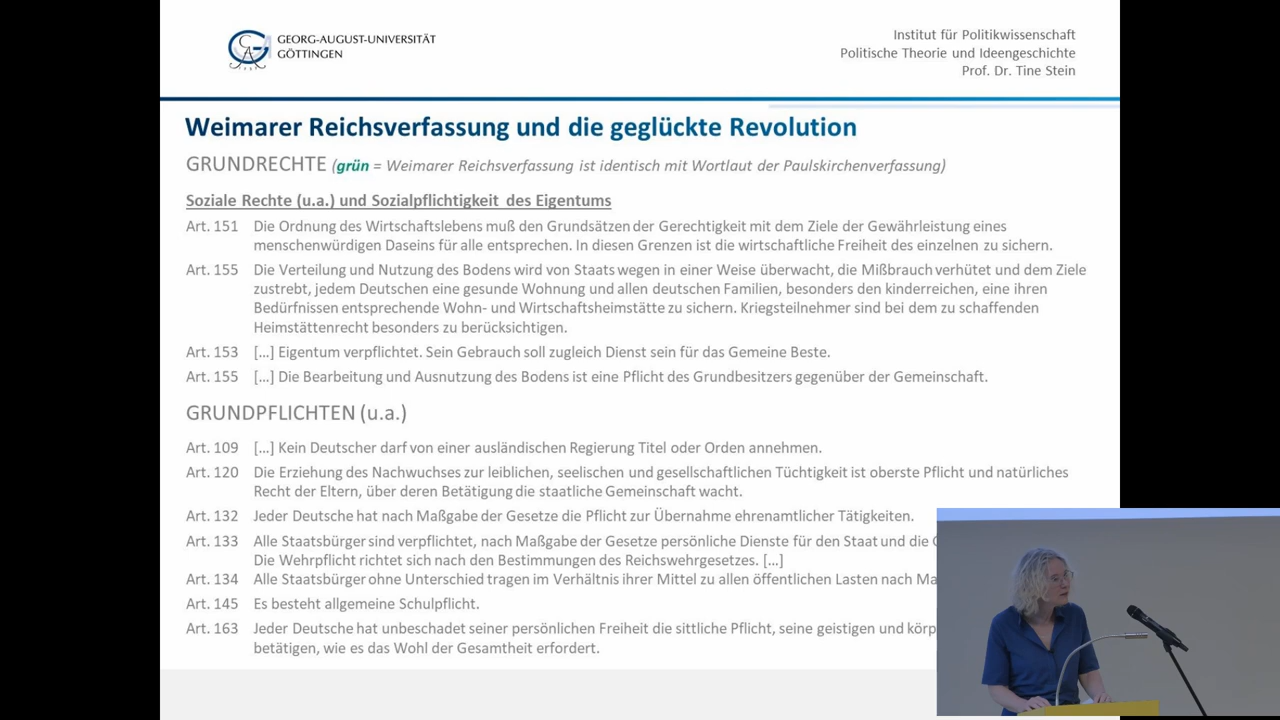 GEORG-AUGUST-UNIVERSITÄT
GÖTTINGEN
Institut für Politikwissenschaft
Politische Theorie und Ideengeschichte
Prof. Dr. Tine Stein
Weimarer Reichsverfassung und die geglückte Revolution
GRUNDRECHTE (grün = Weimarer Reichsverfassung ist identisch mit Wortlaut der Paulskirchenverfassung)
Soziale Rechte (u.a.) und Sozialpflichtigkeit des Eigentums
Art. 151 Die Ordnung des Wirtschaftslebens muß den Grundsätzen der Gerechtigkeit mit dem Ziele der Gewährleistung eines
menschenwürdigen Daseins für alle entsprechen. In diesen Grenzen ist die wirtschaftliche Freiheit des einzelnen zu sichern.
Art. 155 Die Verteilung und Nutzung des Bodens wird von Staats wegen in einer Weise überwacht, die Mißbrauch verhütet und dem Ziele
zustrebt, jedem Deutschen eine gesunde Wohnung und allen deutschen Familien, besonders den kinderreichen, eine ihren
Bedürfnissen entsprechende Wohn- und Wirtschaftsheimstätte zu sichern. Kriegsteilnehmer sind bei dem zu schaffenden
Heimstättenrecht besonders zu berücksichtigen.
Art. 153 […] Eigentum verpflichtet. Sein Gebrauch soll zugleich Dienst sein für das Gemeine Beste.
Art. 155 […] Die Bearbeitung und Ausnutzung des Bodens ist eine Pflicht des Grundbesitzers gegenüber der Gemeinschaft.
GRUNDPFLICHTEN (u.a.)
Art. 109 […] Kein Deutscher darf von einer ausländischen Regierung Titel oder Orden annehmen.
Art. 120 Die Erziehung des Nachwuchses zur leiblichen, seelischen und gesellschaftlichen Tüchtigkeit ist oberste Pflicht und natürliches
Recht der Eltern, über deren Betätigung die staatliche Gemeinschaft wacht.
Art. 132 Jeder Deutsche hat nach Maßgabe der Gesetze die Pflicht zur Übernahme ehrenamtlicher Tätigkeiten.
Art. 133 Alle Staatsbürger sind verpflichtet, nach Maßgabe der Gesetze persönliche Dienste für den Staat und die
Die Wehrpflicht richtet sich nach den Bestimmungen des Reichswehrgesetzes. […]
Art. 134 Alle Staatsbürger ohne Unterschied tragen im Verhältnis ihrer Mittel zu allen öffentlichen Lasten nach
Art. 145 Es besteht allgemeine Schulpflicht.
Art. 163 Jeder Deutsche hat unbeschadet seiner persönlichen Freiheit die sittliche Pflicht, seine geistigen und
betätigen, wie es das Wohl der Gesamtheit erfordert.